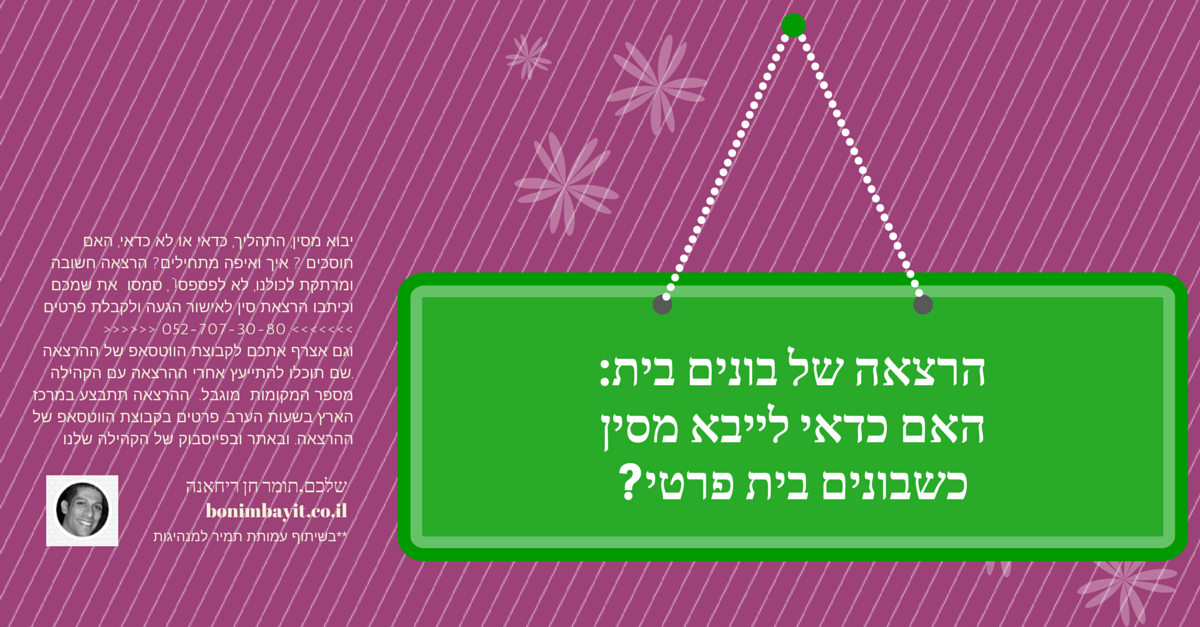 הרצאה של בונים בית:
האם כדאי לייבא מסין
כשבונים בית פרטי?
יבוא מסין, התהליך, כדאי או לא כדאי, האם
חוסכים ? איך ואיפה מתחילים? הרצאה חשובה
ומרתקת לכולנו, לא לפספס!, סמסו את שמכם
וכיתבו הרצאת סין לאישור הגעה ולקבלת פרטים
>>>>>> 052-707-30-80 <<<<<<<
וגם אצרף אתכם לקבוצת הווטסאפ של ההרצאה
שם תוכלו להתייעץ אחרי ההרצאה עם הקהילה.
מספר המקומות מוגבל. ההרצאה תתבצע במרכז
הארץ בשעות הערב. פרטים בקבוצת הווטסאפ של
ההרצאה. ובאתר ובפייסבוק של הקהילה שלנו
שלכם,תומר חן ריחאנה
bonimbayit.co.il
**בשיתוף עמותת תמיר למנהיגות